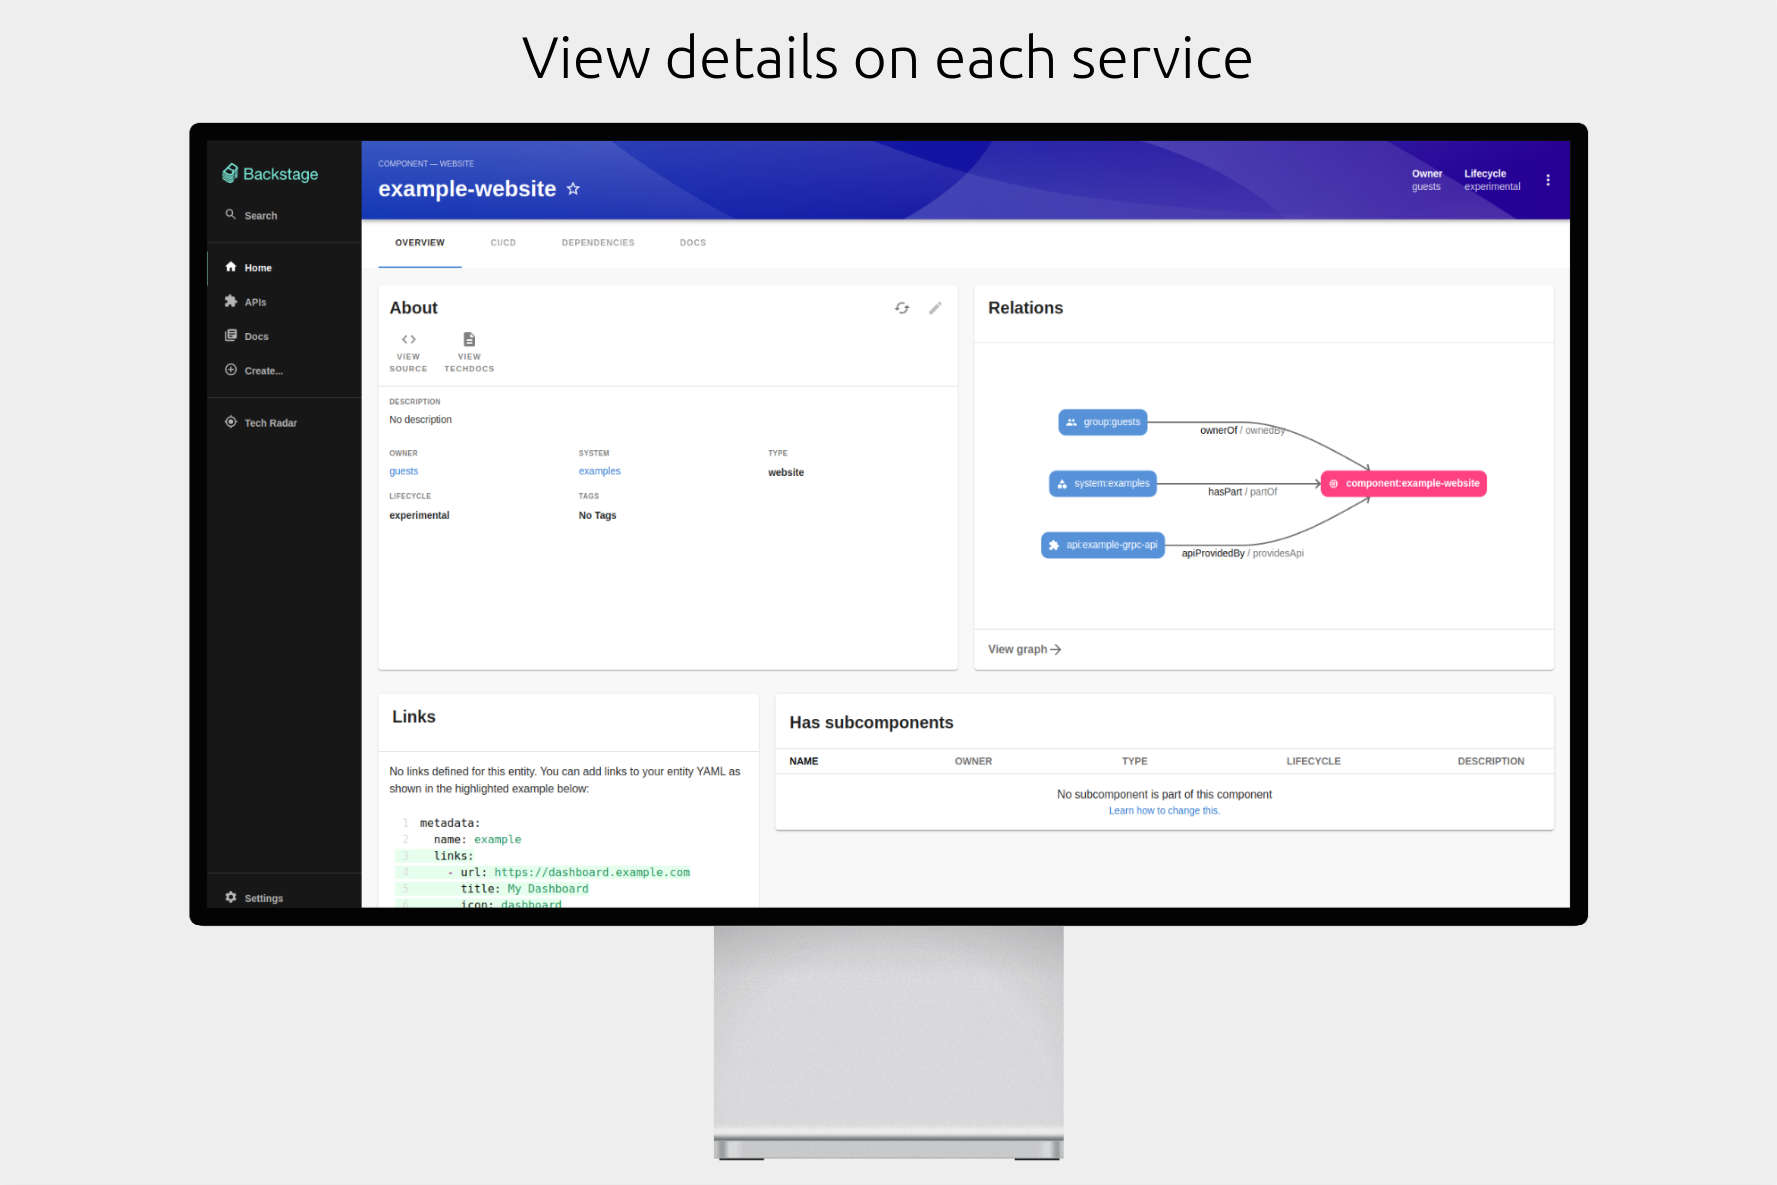 View details on each service
Backstage
Search
Home
APIs
Docs
Create...
Tech Radar
Settings
COMPONENT — WEBSITE
example-website
Owner
guests
Lifecycle
experimental
OVERVIEW
CI/CD
DEPENDENCIES
DOCS
About
VIEW
SOURCE
VIEW
TECHDOCS
DESCRIPTION
No description
OWNER
guests
SYSTEM
examples
TYPE
website
LIFECYCLE
experimental
TAGS
No Tags
Relations
group:guests
ownerOf / ownedBy
system:examples
hasPart / partOf
component:example-website
api:example-grpc-api
apiProvidedBy / providesApi
View graph
Links
No links defined for this entity. You can add links to your entity YAML as
shown in the highlighted example below:
1 metadata:
2 name: example
3 links:
4 - url: https://dashboard.example.com
5 title: My Dashboard
6 icon: dashboard
Has subcomponents
NAME
OWNER
TYPE
LIFECYCLE
DESCRIPTION
No subcomponent is part of this component
Learn how to change this.